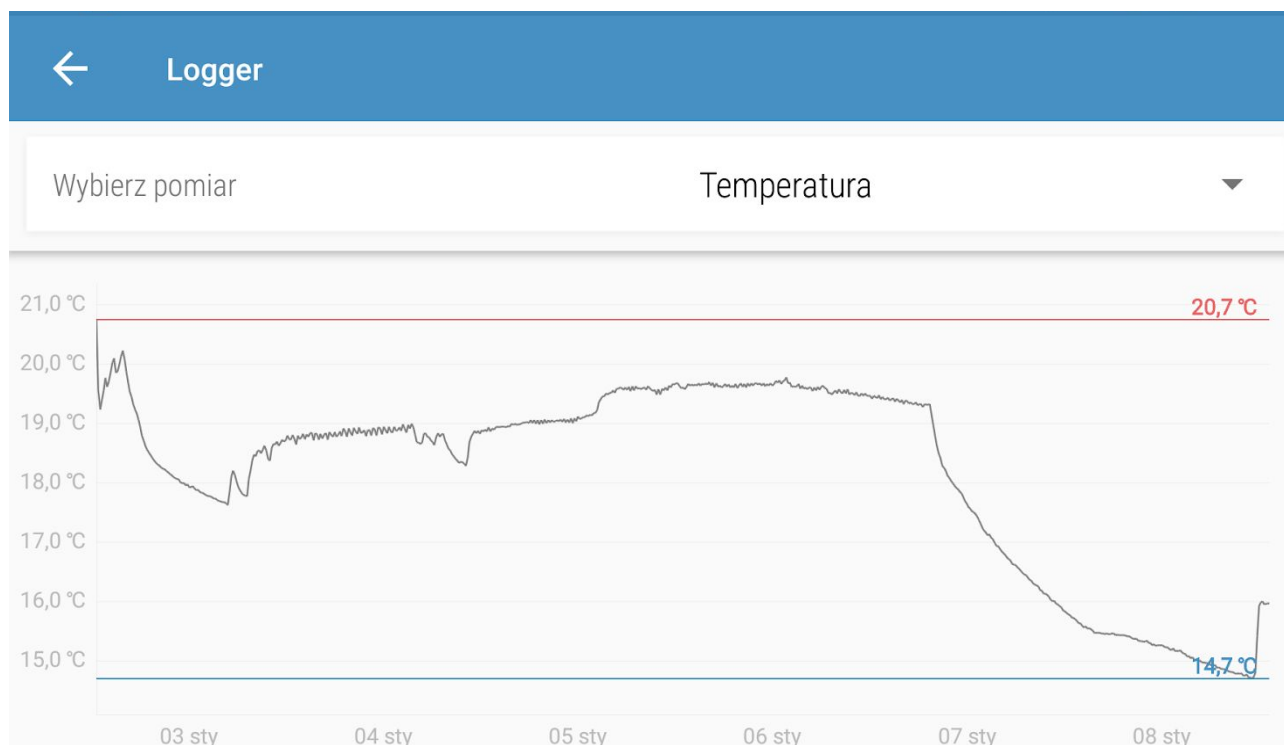 Logger
Wybierz pomiar Temperatura
21,0 °C
20,7 °C
20,0 °C
19,0 °C
18,0 °C
17,0 °C
16,0 °C
15,0 °C
14,7 °C
03 sty 04 sty 05 sty 06 sty 07 sty 08 sty